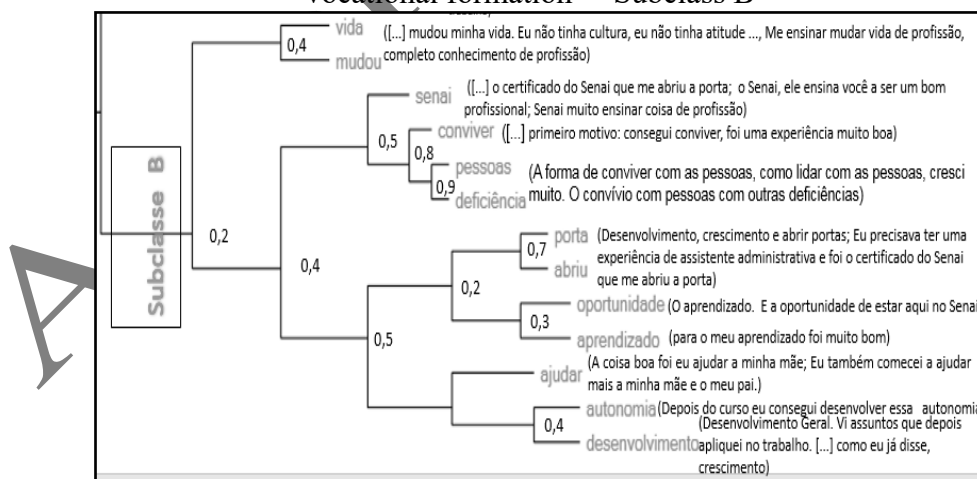 Vocational formation – Subclass B
vida
([...] mudou minha vida. Eu não tinha cultura, eu não tinha atitude ..., Me ensinar mudar vida de profissão,
completo conhecimento de profissão)
0,4
mudou
([...] o certificado do Senai que me abriu a porta; o Senai, ele ensina você a ser um bom
profissional; Senai muito ensinar coisa de profissão)
senai
0,5
conviver ([...] primeiro motivo: consegui conviver, foi uma experiência muito boa)
0,8
pessoas
(A forma de conviver com as pessoas, como lidar com as pessoas, cresci
muito. O convívio com pessoas com outras deficiências)
0,9
deficiência
Subclasse B
0,2
0,4
porta (Desenvolvimento, crescimento e abrir portas; Eu precisava ter uma
experiência de assistente administrativa e foi o certificado do Senai
que me abriu a porta)
0,7
abriu
0,2
oportunidade (O aprendizado. E a oportunidade de estar aqui no Senai
0,3
aprendizado (para o meu aprendizado foi muito bom)
0,5
ajudar
(A coisa boa foi eu ajudar a minha mãe; Eu também comecei a ajudar
mais a minha mãe e o meu pai.)
autonomia (Depois do curso eu consegui desenvolver essa autonomia
0,4
desenvolvimento
(Desenvolvimento Geral. Vi assuntos que depois
apliquei no trabalho. [...] como eu já disse,
crescimento)
A